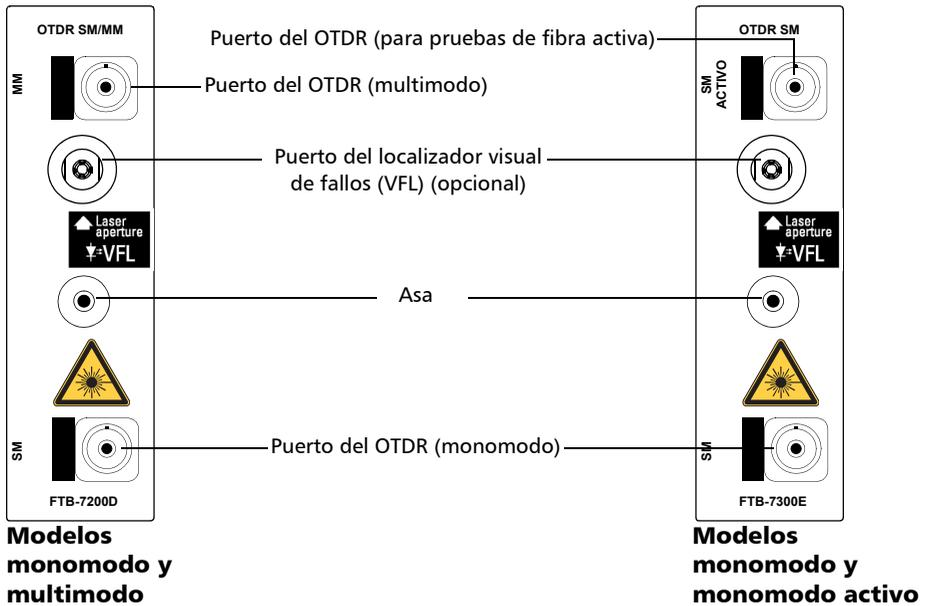 OTDR SM/MM
OTDR SM
Puerto del OTDR (para pruebas de fibra activa)
MM
Puerto del OTDR (multimodo)
SM
ACTIVO
Puerto del localizador visual
de fallos (VFL) (opcional)
Laser
aperture
VFL
Laser
aperture
VFL
Asa
SM
Puerto del OTDR (monomodo)
SM
FTB-7200D
FTB-7300E
Modelos
monomodo y
multimodo
Modelos
monomodo y
monomodo activo